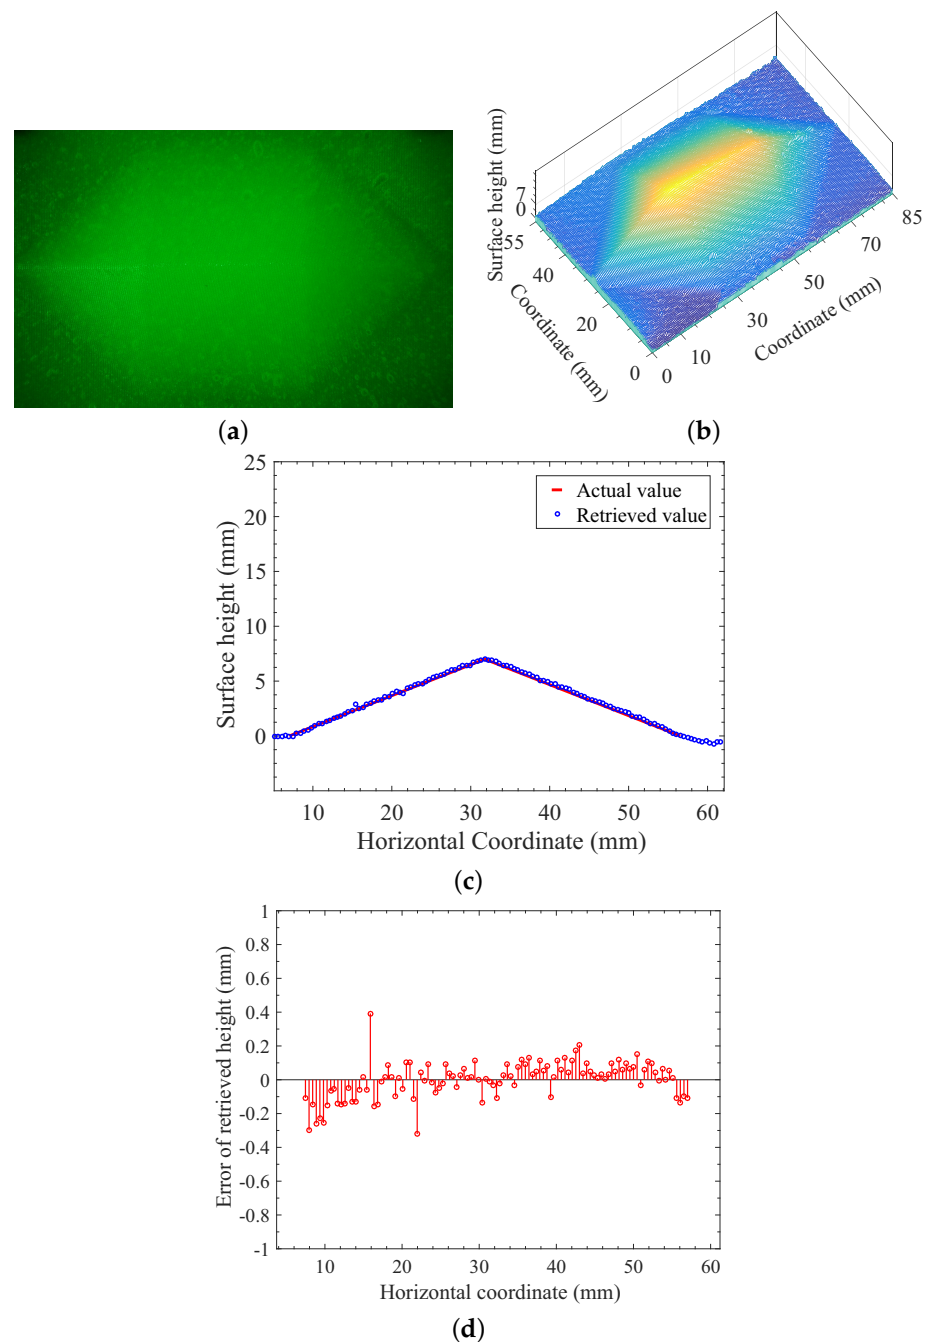 Surface height (mm)
7
0
55
40
20
0
Coordinate (mm)
0
10
30
50
70
85
Coordinate (mm)
(a)
(b)
25
20
15
10
5
0
Surface height (mm)
Actual value
Retrieved value
10 20 30 40 50 60
Horizontal Coordinate (mm)
(c)
1
0.8
0.6
0.4
0.2
0
-0.2
-0.4
-0.6
-0.8
-1
Error of retrieved height (mm)
10 20 30 40 50 60
Horizontal coordinate (mm)
(d)